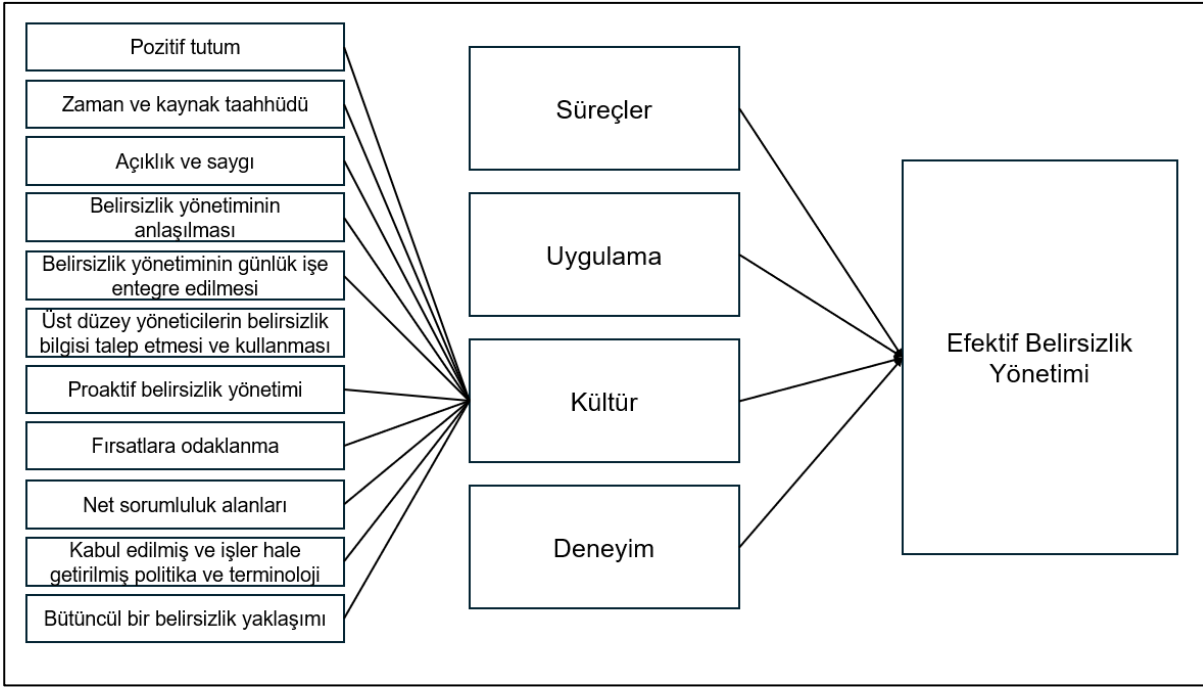 Pozitif tutum
Zaman ve kaynak taahhüdü
Açıklık ve saygı
Belirsizlik yönetiminin
anlaşılması
Belirsizlik yönetiminin günlük işe
entegre edilmesi
Üst düzey yöneticilerin belirsizlik
bilgisi talep etmesi ve kullanması
Proaktif belirsizlik yönetimi
Fırsatlara odaklanma
Net sorumluluk alanları
Kabul edilmiş ve işler hale
getirilmiş politika ve terminoloji
Bütüncül bir belirsizlik yaklaşımı
Süreçler
Uygulama
Kültür
Deneyim
Efektif Belirsizlik
Yönetimi